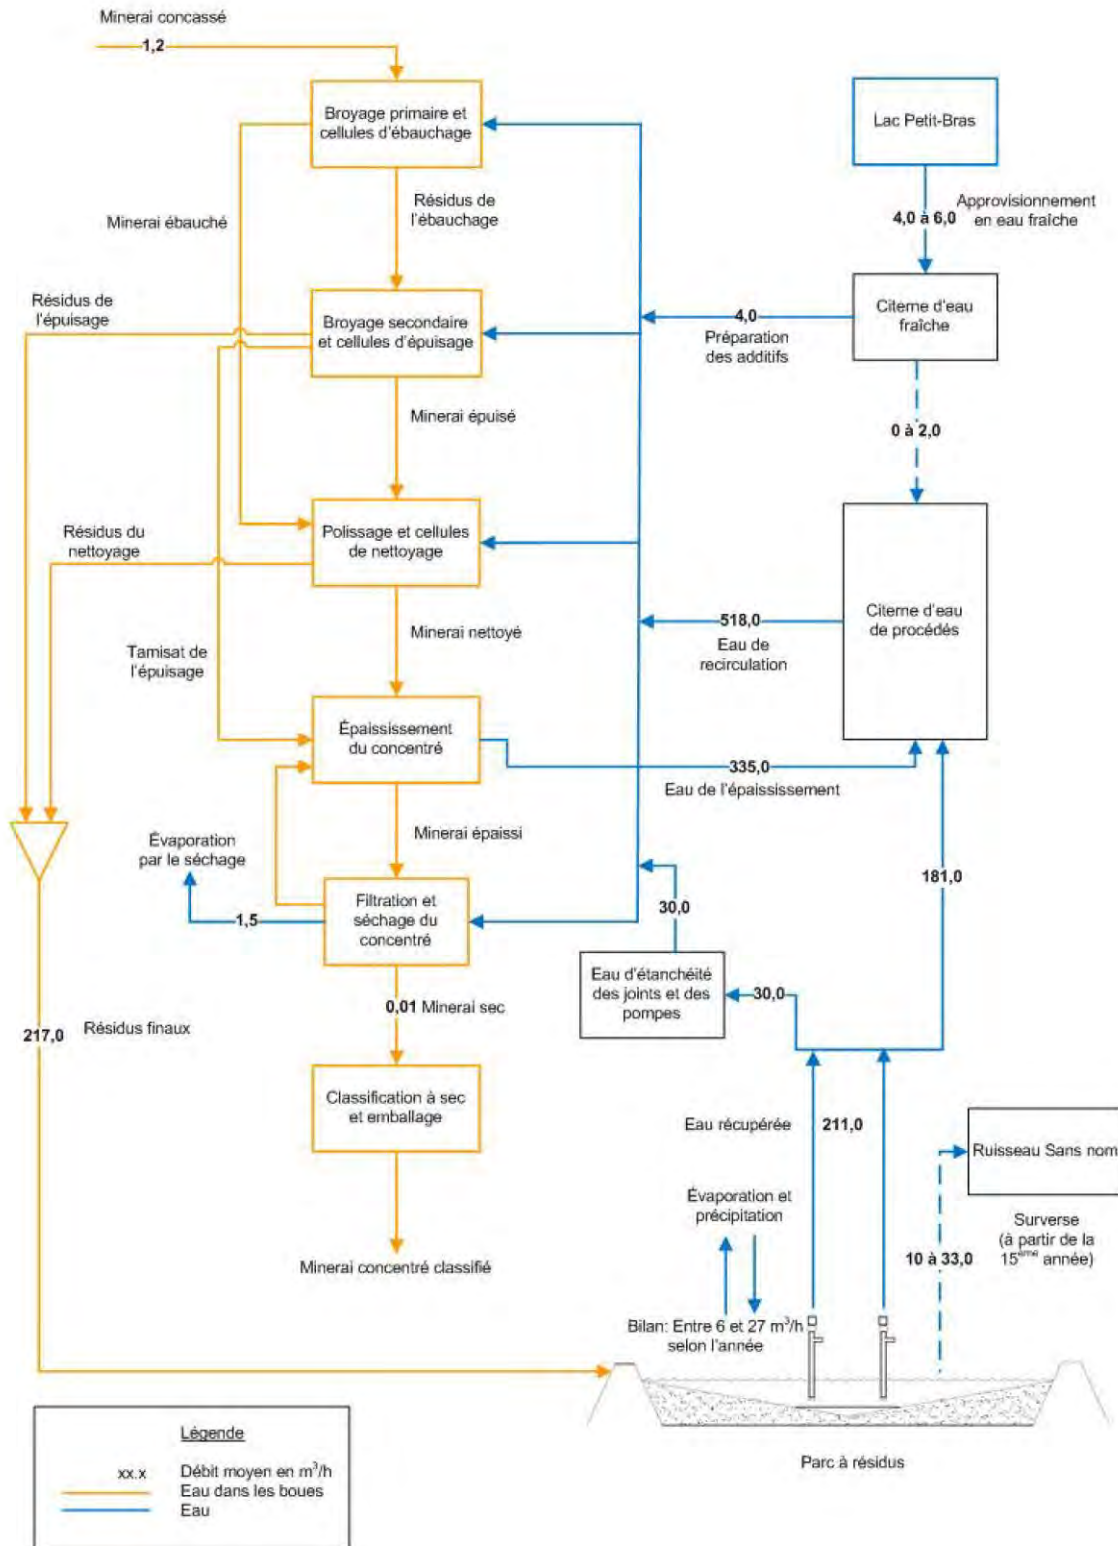 Minerai concassé
1,2
Broyage primaire et
cellules d'ébauchage
Lac Petit-Bras
Minerai ébauché
Résidus de
l'ébauchage
4,0 à 6,0
Approvisionnement
en eau fraîche
Résidus de
l'épuisage
Broyage secondaire
et cellules d'épuisage
4,0
Préparation
des additifs
Citerne d'eau
fraîche
Minerai épuisé
0 à 2,0
Résidus du
nettoyage
Polissage et cellules
de nettoyage
518,0
Eau de
recirculation
Citerne d'eau
de procédés
Minerai nettoyé
Tamisat de
l'épuisage
Épaississement
du concentré
335,0
Eau de l'épaississement
Minerai épaissi
Évaporation
par le séchage
1,5
Filtration et
séchage du
concentré
30,0
181,0
Eau d'étanchéité
des joints et des
pompes
30,0
0,01 Minerai sec
217,0
Résidus finaux
Classification à sec
et emballage
Eau récupérée
211,0
Ruisseau Sans nom
Évaporation et
précipitation
Surverse
(à partir de la
15ème année)
10 à 33,0
Minerai concentré classifié
Bilan: Entre 6 et 27 m³/h
selon l'année
Parc à résidus
Légende
xx.x Débit moyen en m³/h
Eau dans les boues
Eau